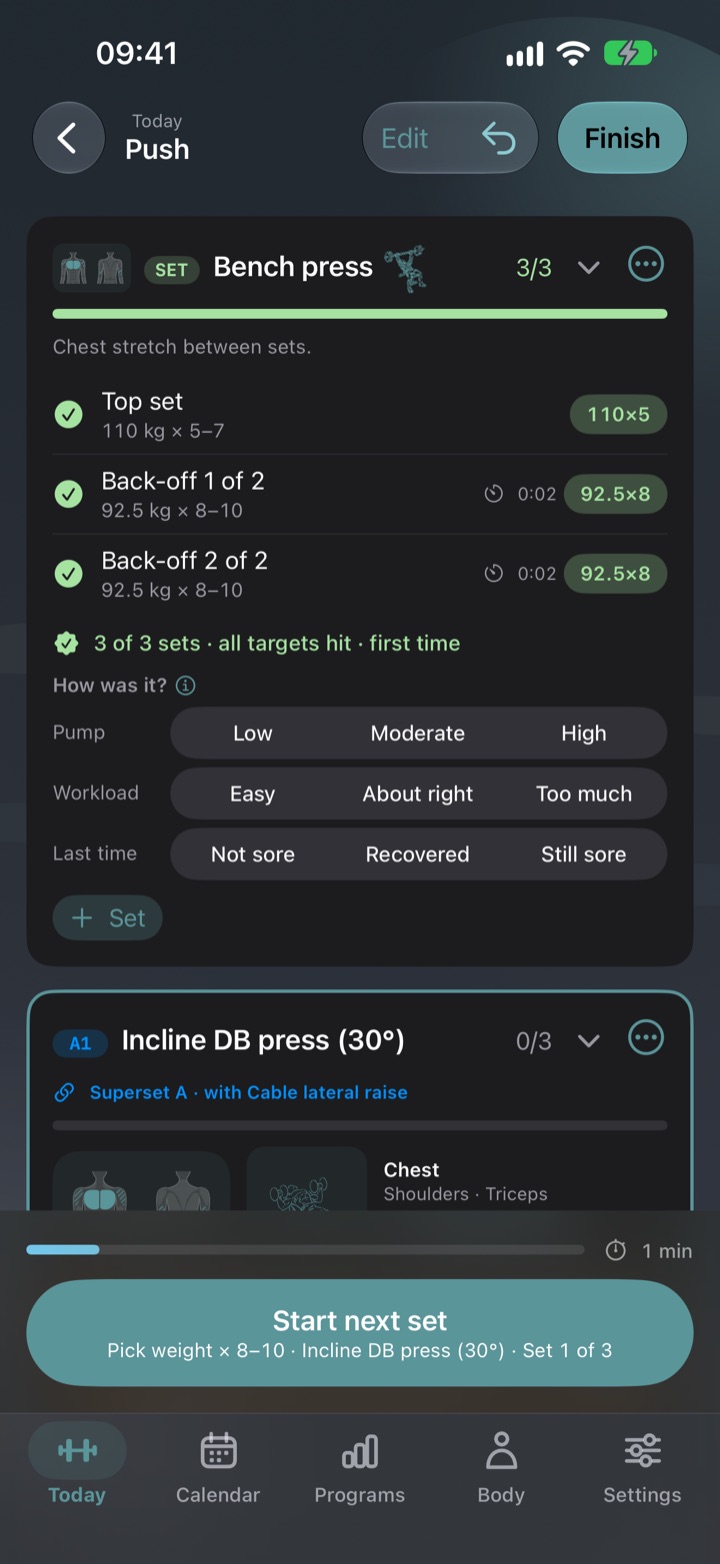 09:41
Today
Push
Edit
Finish
SET Bench press 3/3
Chest stretch between sets.
Top set
110 kg × 5–7
110×5
Back-off 1 of 2
92.5 kg × 8–10
0:02 92.5×8
Back-off 2 of 2
92.5 kg × 8–10
0:02 92.5×8
3 of 3 sets · all targets hit · first time
How was it?
Pump Low Moderate High
Workload Easy About right Too much
Last time Not sore Recovered Still sore
+ Set
A1 Incline DB press (30°) 0/3
Superset A · with Cable lateral raise
Chest
Shoulders · Triceps
1 min
Start next set
Pick weight × 8–10 · Incline DB press (30°) · Set 1 of 3
Today Calendar Programs Body Settings